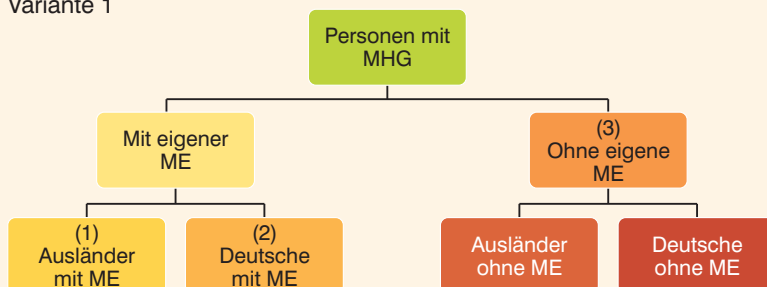 Variante 1
Personen mit
MHG
Mit eigener
ME
(3)
Ohne eigene
ME
(1)
Ausländer
mit ME
(2)
Deutsche
mit ME
Ausländer
ohne ME
Deutsche
ohne ME